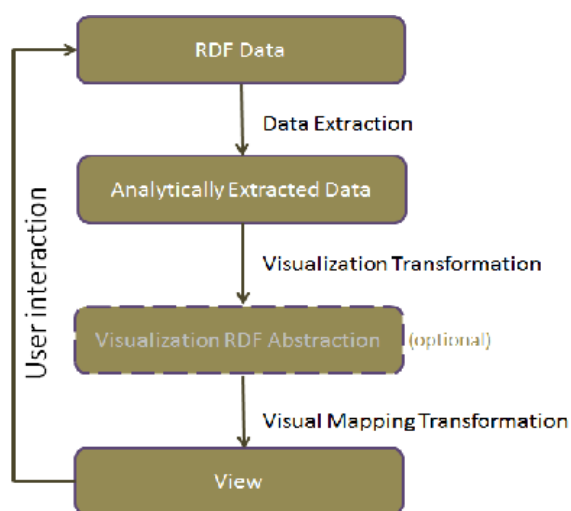 RDF Data
Data Extraction
Analytically Extracted Data
Visualization Transformation
Visualization RDF Abstraction (optional)
Visual Mapping Transformation
View
User interaction